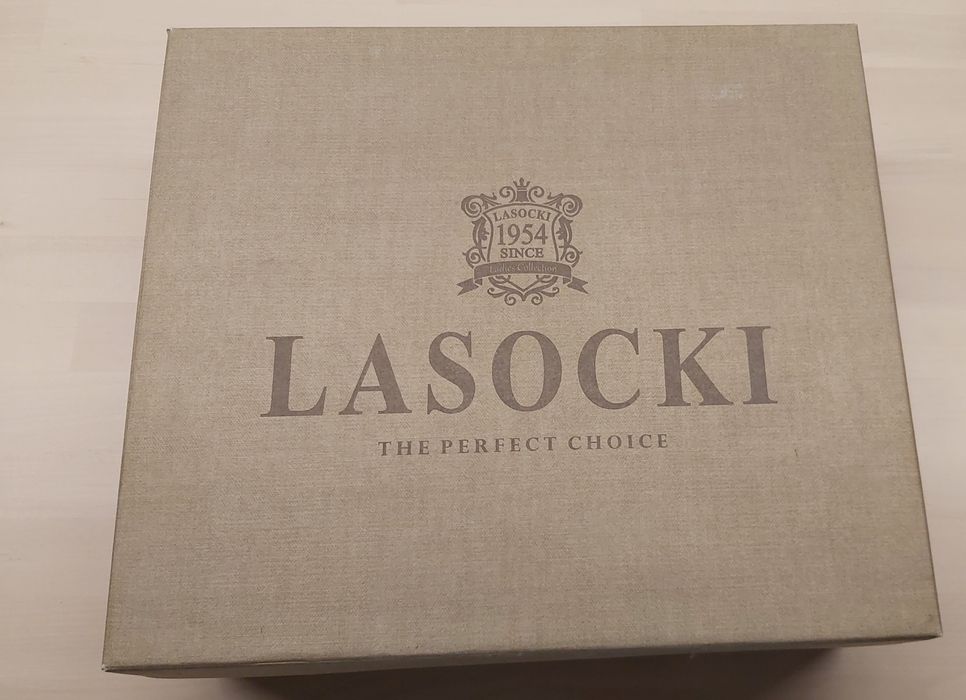 LASOCKI
1954
SINCE
Ladies Collection
LASOCKI
THE PERFECT CHOICE